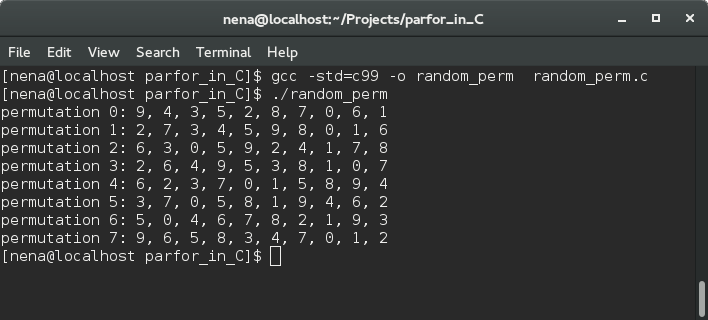 nena@localhost:~/Projects/parfor_in_C
File Edit View Search Terminal Help
[nena@localhost parfor_in_C]$ gcc -std=c99 -o random_perm  random_perm.c
[nena@localhost parfor_in_C]$ ./random_perm
permutation 0: 9, 4, 3, 5, 2, 8, 7, 0, 6, 1
permutation 1: 2, 7, 3, 4, 5, 9, 8, 0, 1, 6
permutation 2: 6, 3, 0, 5, 9, 2, 4, 1, 7, 8
permutation 3: 2, 6, 4, 9, 5, 3, 8, 1, 0, 7
permutation 4: 6, 2, 3, 7, 0, 1, 5, 8, 9, 4
permutation 5: 3, 7, 0, 5, 8, 1, 9, 4, 6, 2
permutation 6: 5, 0, 4, 6, 7, 8, 2, 1, 9, 3
permutation 7: 9, 6, 5, 8, 3, 4, 7, 0, 1, 2
[nena@localhost parfor_in_C]$